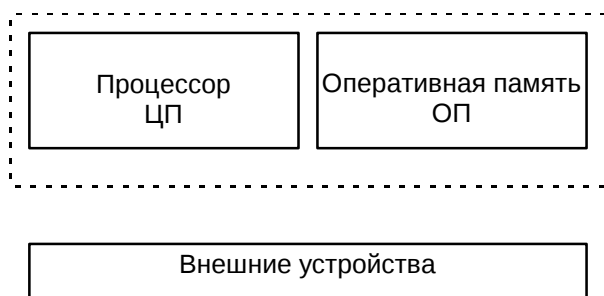 Процессор
ЦП
Оперативная память
ОП
Внешние устройства